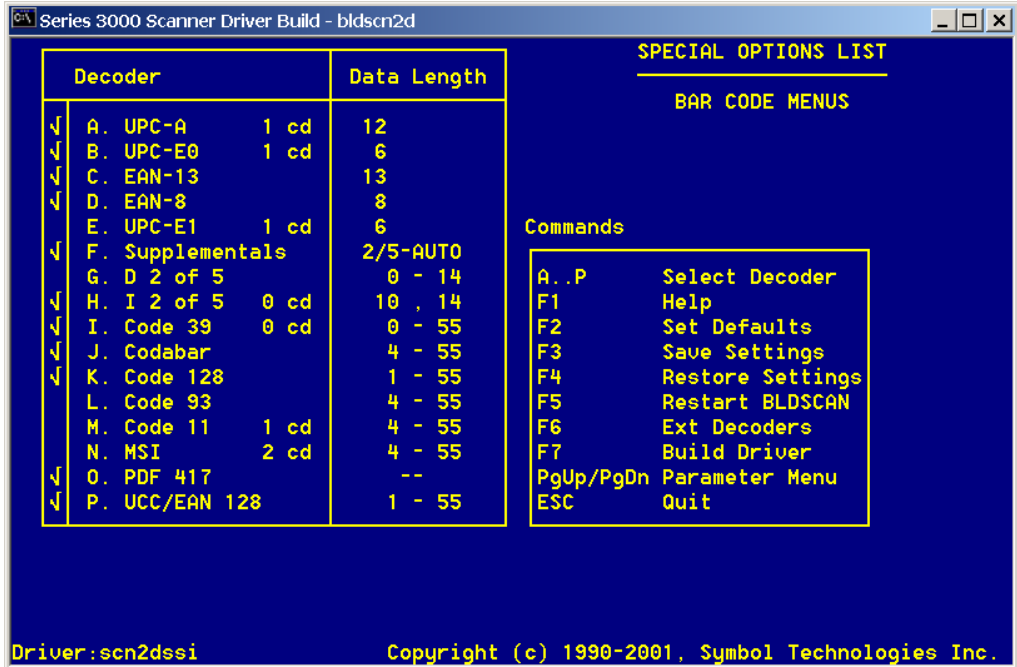 Series 3000 Scanner Driver Build - bldscn2d
SPECIAL OPTIONS LIST
BAR CODE MENUS
Decoder Data Length
√ A. UPC-A 1 cd 12
√ B. UPC-E0 1 cd 6
√ C. EAN-13 13
√ D. EAN-8 8
E. UPC-E1 1 cd 6
√ F. Supplementals 2/5-AUTO
G. D 2 of 5 0 - 14
√ H. I 2 of 5 0 cd 10 , 14
√ I. Code 39 0 cd 0 - 55
√ J. Codabar 4 - 55
√ K. Code 128 1 - 55
L. Code 93 4 - 55
M. Code 11 1 cd 4 - 55
N. MSI 2 cd 4 - 55
√ O. PDF 417 --
√ P. UCC/EAN 128 1 - 55
Commands
A..P Select Decoder
F1 Help
F2 Set Defaults
F3 Save Settings
F4 Restore Settings
F5 Restart BLDSCAN
F6 Ext Decoders
F7 Build Driver
PgUp/PgDn Parameter Menu
ESC Quit
Driver:scn2dssi Copyright (c) 1990-2001, Symbol Technologies Inc.